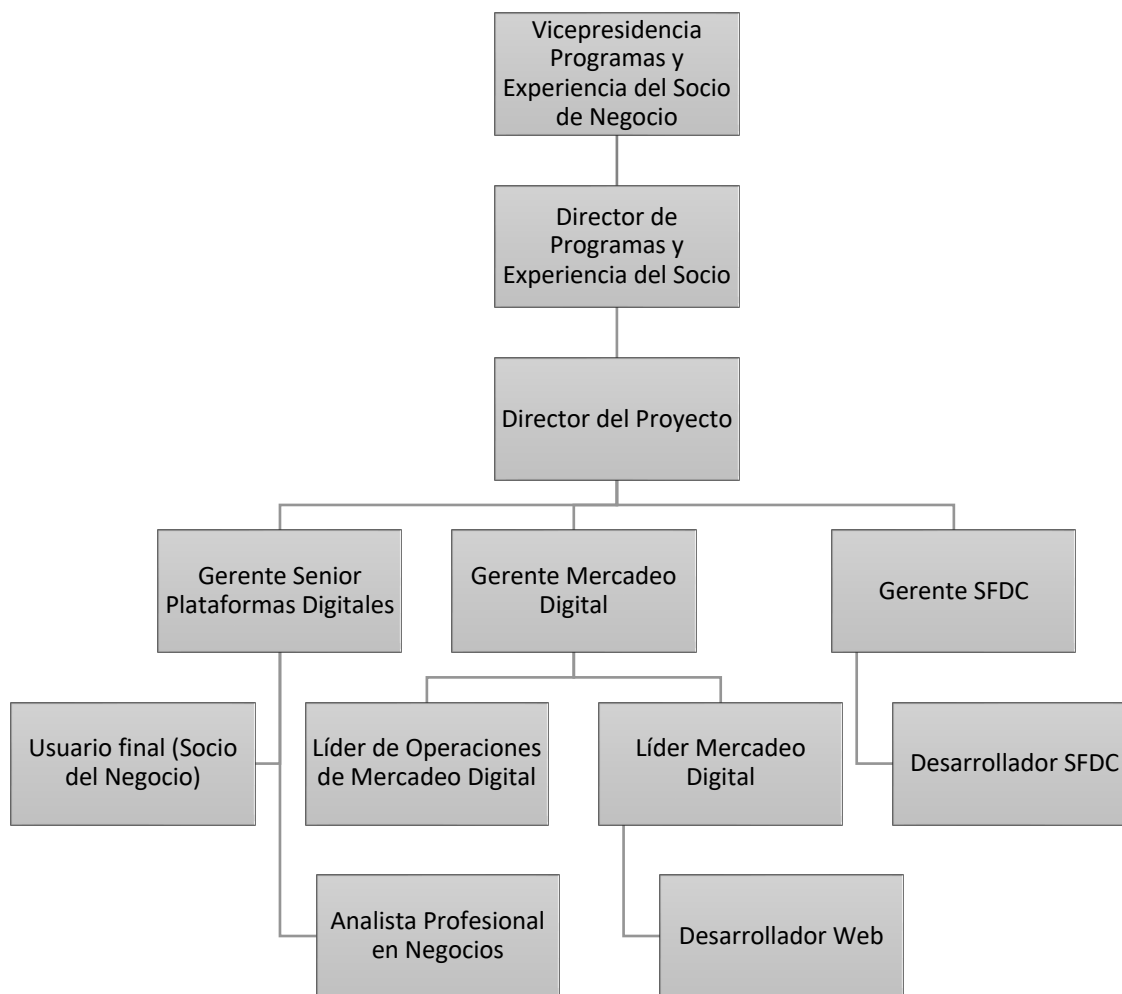 Vicepresidencia
Programas y
Experiencia del Socio
de Negocio
Director de
Programas y
Experiencia del Socio
Director del Proyecto
Gerente Senior
Plataformas Digitales
Gerente Mercadeo
Digital
Gerente SFDC
Usuario final (Socio
del Negocio)
Líder de Operaciones
de Mercadeo Digital
Líder Mercadeo
Digital
Desarrollador SFDC
Analista Profesional
en Negocios
Desarrollador Web